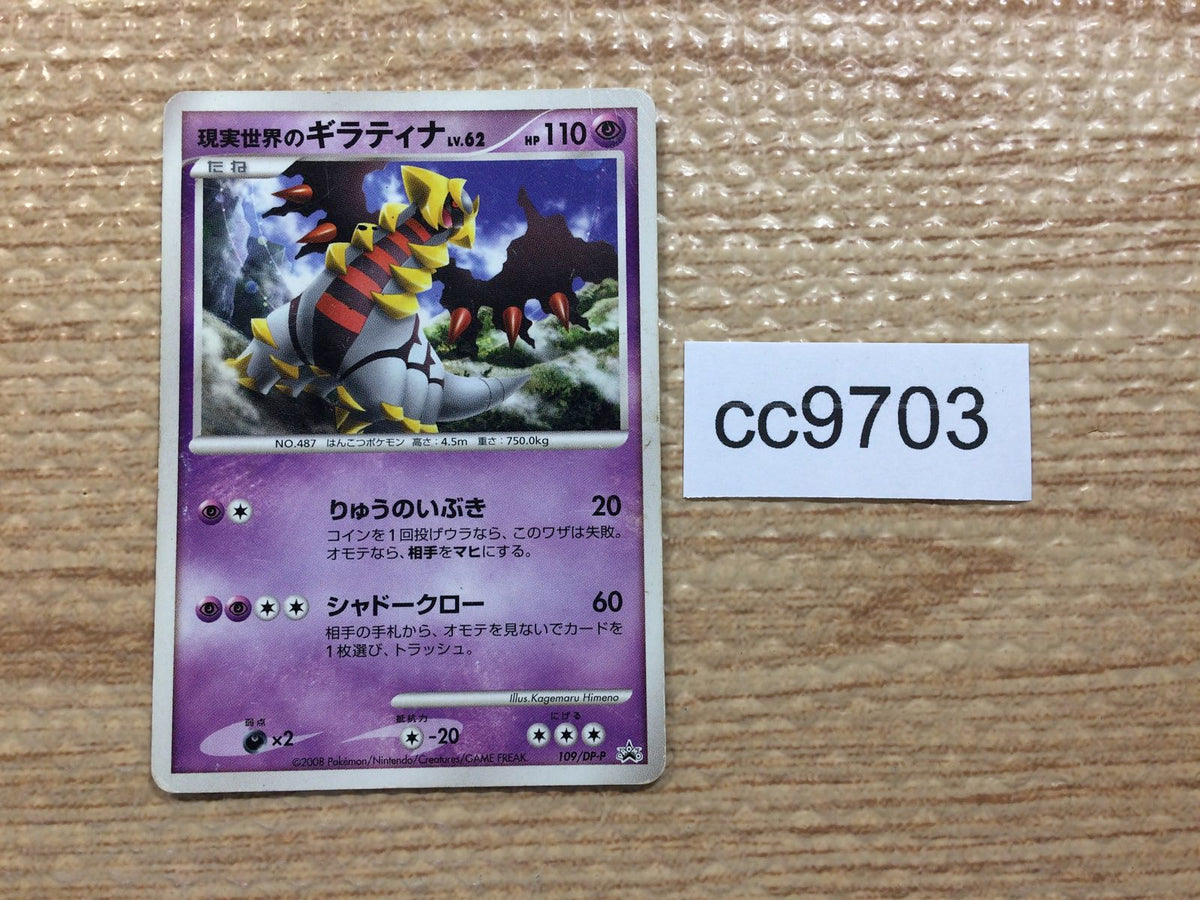 現実世界のギラティナ LV.62 HP 110
たね
NO.487 はんこつポケモン 高さ:4.5m 重さ:750.0kg
りゅうのいぶき 20
コインを1回投げウラなら、このワザは失敗。
オモテなら、相手をマヒにする。
シャドークロー 60
相手の手札から、オモテを見ないでカードを
1枚選び、トラッシュ。
Illus.Kagemaru Himeno
弱点 抵抗力 にげる
×2 -20
©2008 Pokémon/Nintendo/Creatures/GAME FREAK. 109/DP-P
PROMO
cc9703